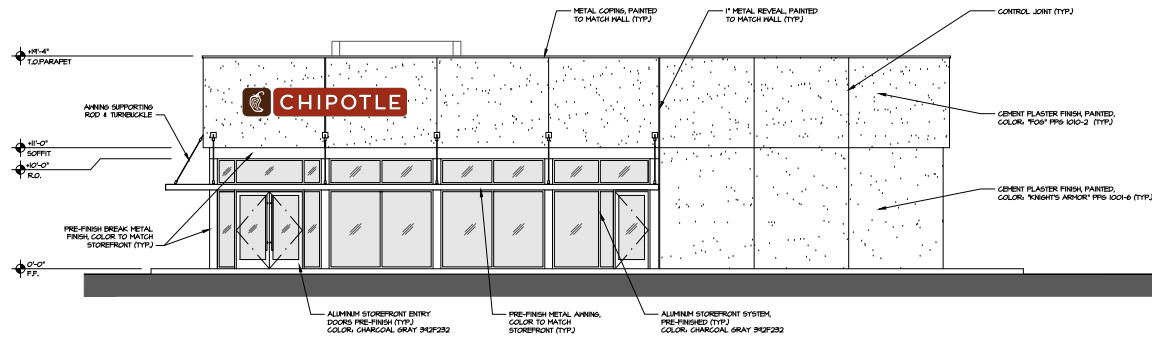 METAL COPING, PAINTED
TO MATCH WALL (TYP.)
1" METAL REVEAL, PAINTED
TO MATCH WALL (TYP.)
CONTROL JOINT (TYP.)
+19'-4"
T.O.PARAPET
AWNING SUPPORTING
ROD & TURNBUCKLE
CHIPOTLE
CEMENT PLASTER FINISH, PAINTED,
COLOR: "FOG" PPG 1010-2 (TYP.)
+11'-0"
SOFFIT
+10'-0"
R.O.
CEMENT PLASTER FINISH, PAINTED,
COLOR: "KNIGHT'S ARMOR" PPG 1001-6 (TYP.)
PRE-FINISH BREAK METAL
FINISH, COLOR TO MATCH
STOREFRONT (TYP.)
0'-0"
F.F.
ALUMINUM STOREFRONT ENTRY
DOORS PRE-FINISH (TYP.)
COLOR: CHARCOAL GRAY 392F232
PRE-FINISH METAL AWNING,
COLOR TO MATCH
STOREFRONT (TYP.)
ALUMINUM STOREFRONT SYSTEM,
PRE-FINISHED (TYP.)
COLOR: CHARCOAL GRAY 392F232